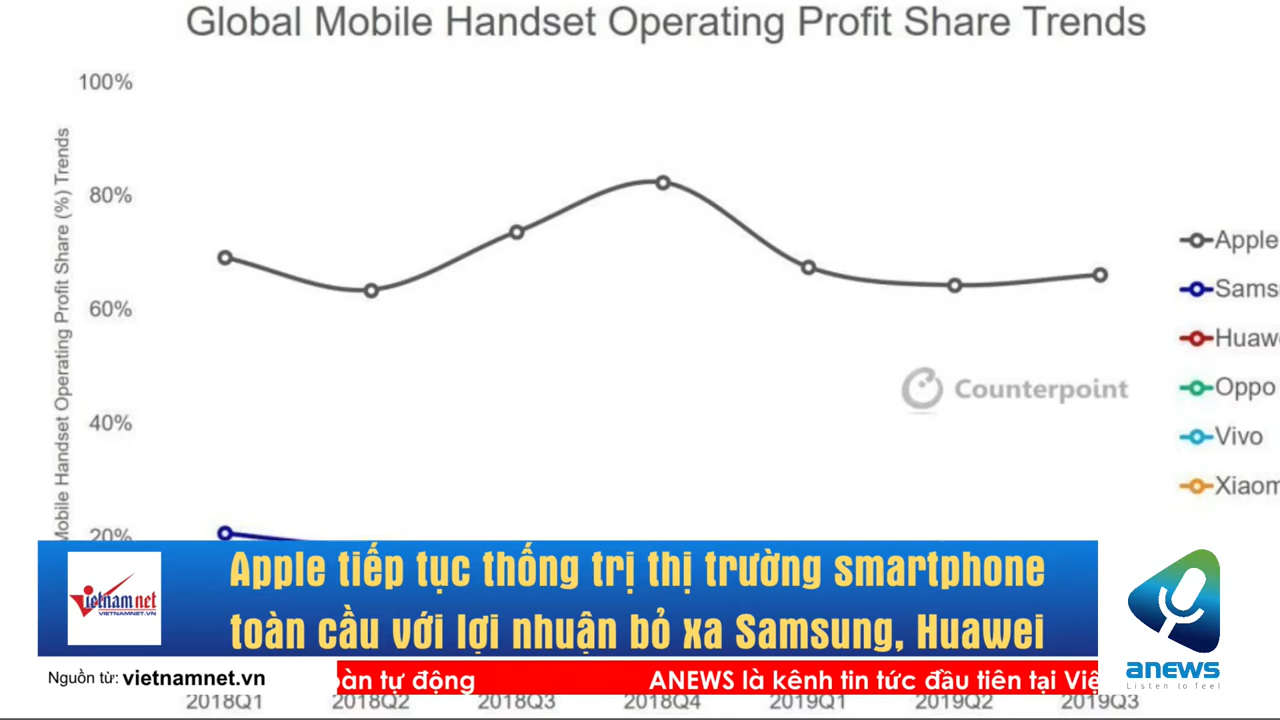 Global Mobile Handset Operating Profit Share Trends
100%
80%
60%
40%
20%
Mobile Handset Operating Profit Share (%) Trends
Apple
Counterpoint
Oppo
Vivo
Apple tiếp tục thống trị thị trường smartphone
toàn cầu với lợi nhuận bỏ xa Samsung, Huawei
Vietnamnet
VIETNAMNET.VN
anews
Listen to feel
Nguồn từ: vietnamnet.vn
tự động
ANEWS là kênh tin tức đầu tiên tại
2018Q1
2018Q2
2018Q3
2018Q4
2019Q1
2019Q2
2019Q3